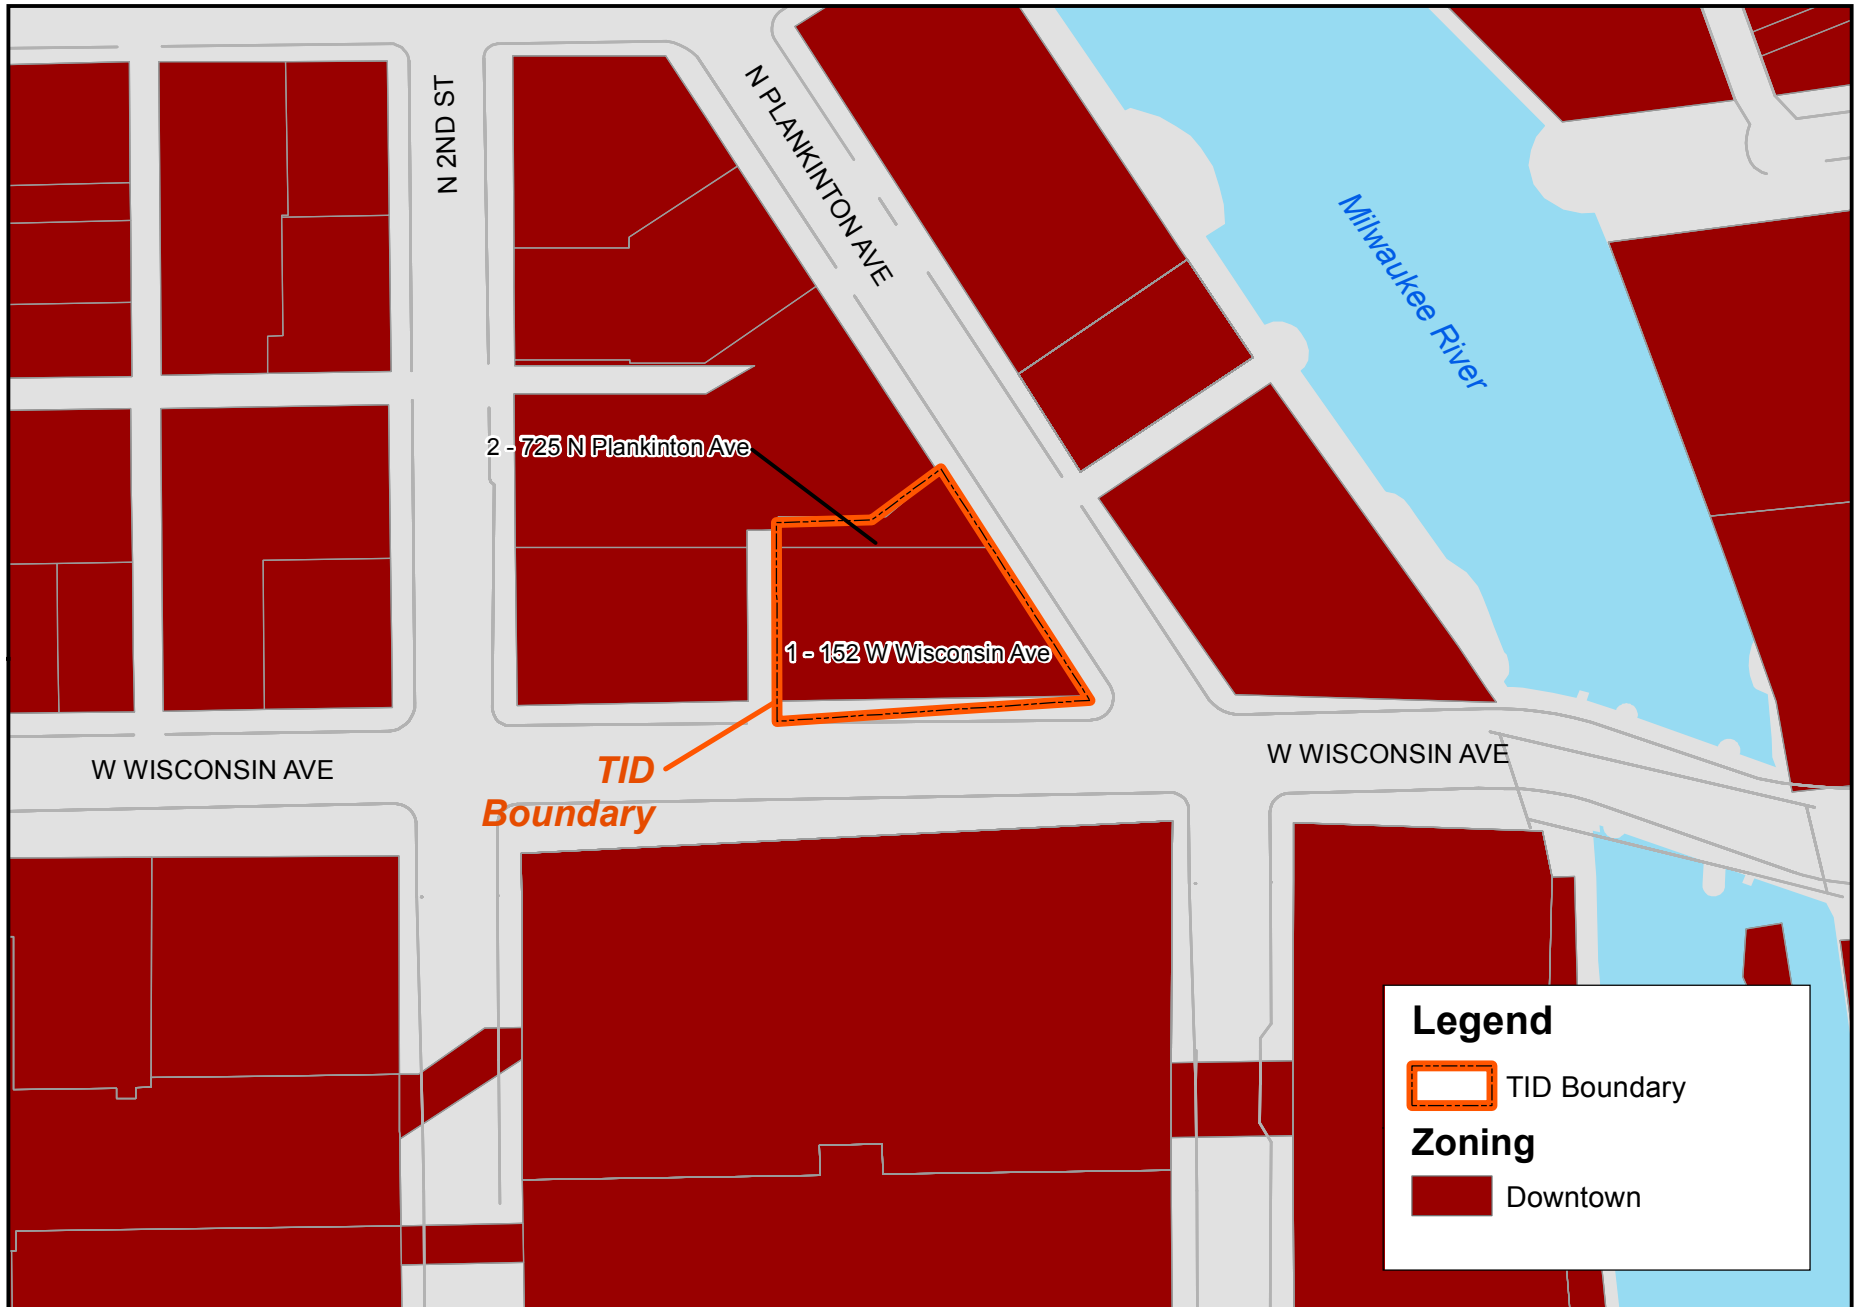 N 2ND ST
N PLANKINTON AVE
Milwaukee River
2 - 725 N Plankinton Ave
1 - 152 W Wisconsin Ave
W WISCONSIN AVE
TID
Boundary
W WISCONSIN AVE
Legend
TID Boundary
Zoning
Downtown